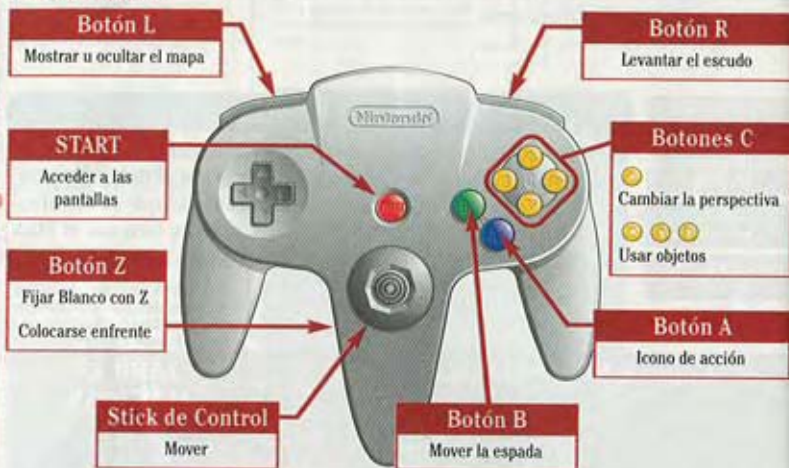 Botón L
Mostrar u ocultar el mapa
Botón R
Levantar el escudo
Nintendo
START
Acceder a las
pantallas
Botones C
Cambiar la perspectiva
Usar objetos
Botón Z
Fijar Blanco con Z
Colocarse enfrente
Botón A
Icono de acción
Stick de Control
Mover
Botón B
Mover la espada